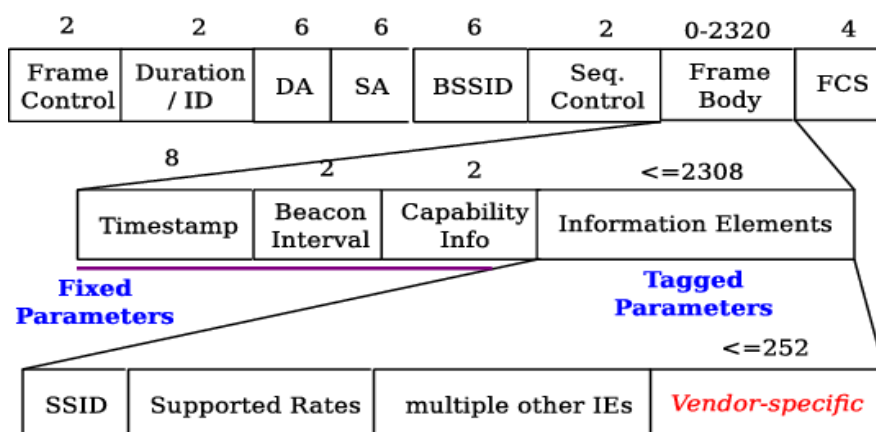 2 2 6 6 6 2 0-2320 4
Frame Control Duration / ID DA SA BSSID Seq. Control Frame Body FCS
8 2 2 <=2308
Timestamp Beacon Interval Capability Info Information Elements
Fixed Parameters Tagged Parameters
<=252
SSID Supported Rates multiple other IEs Vendor-specific